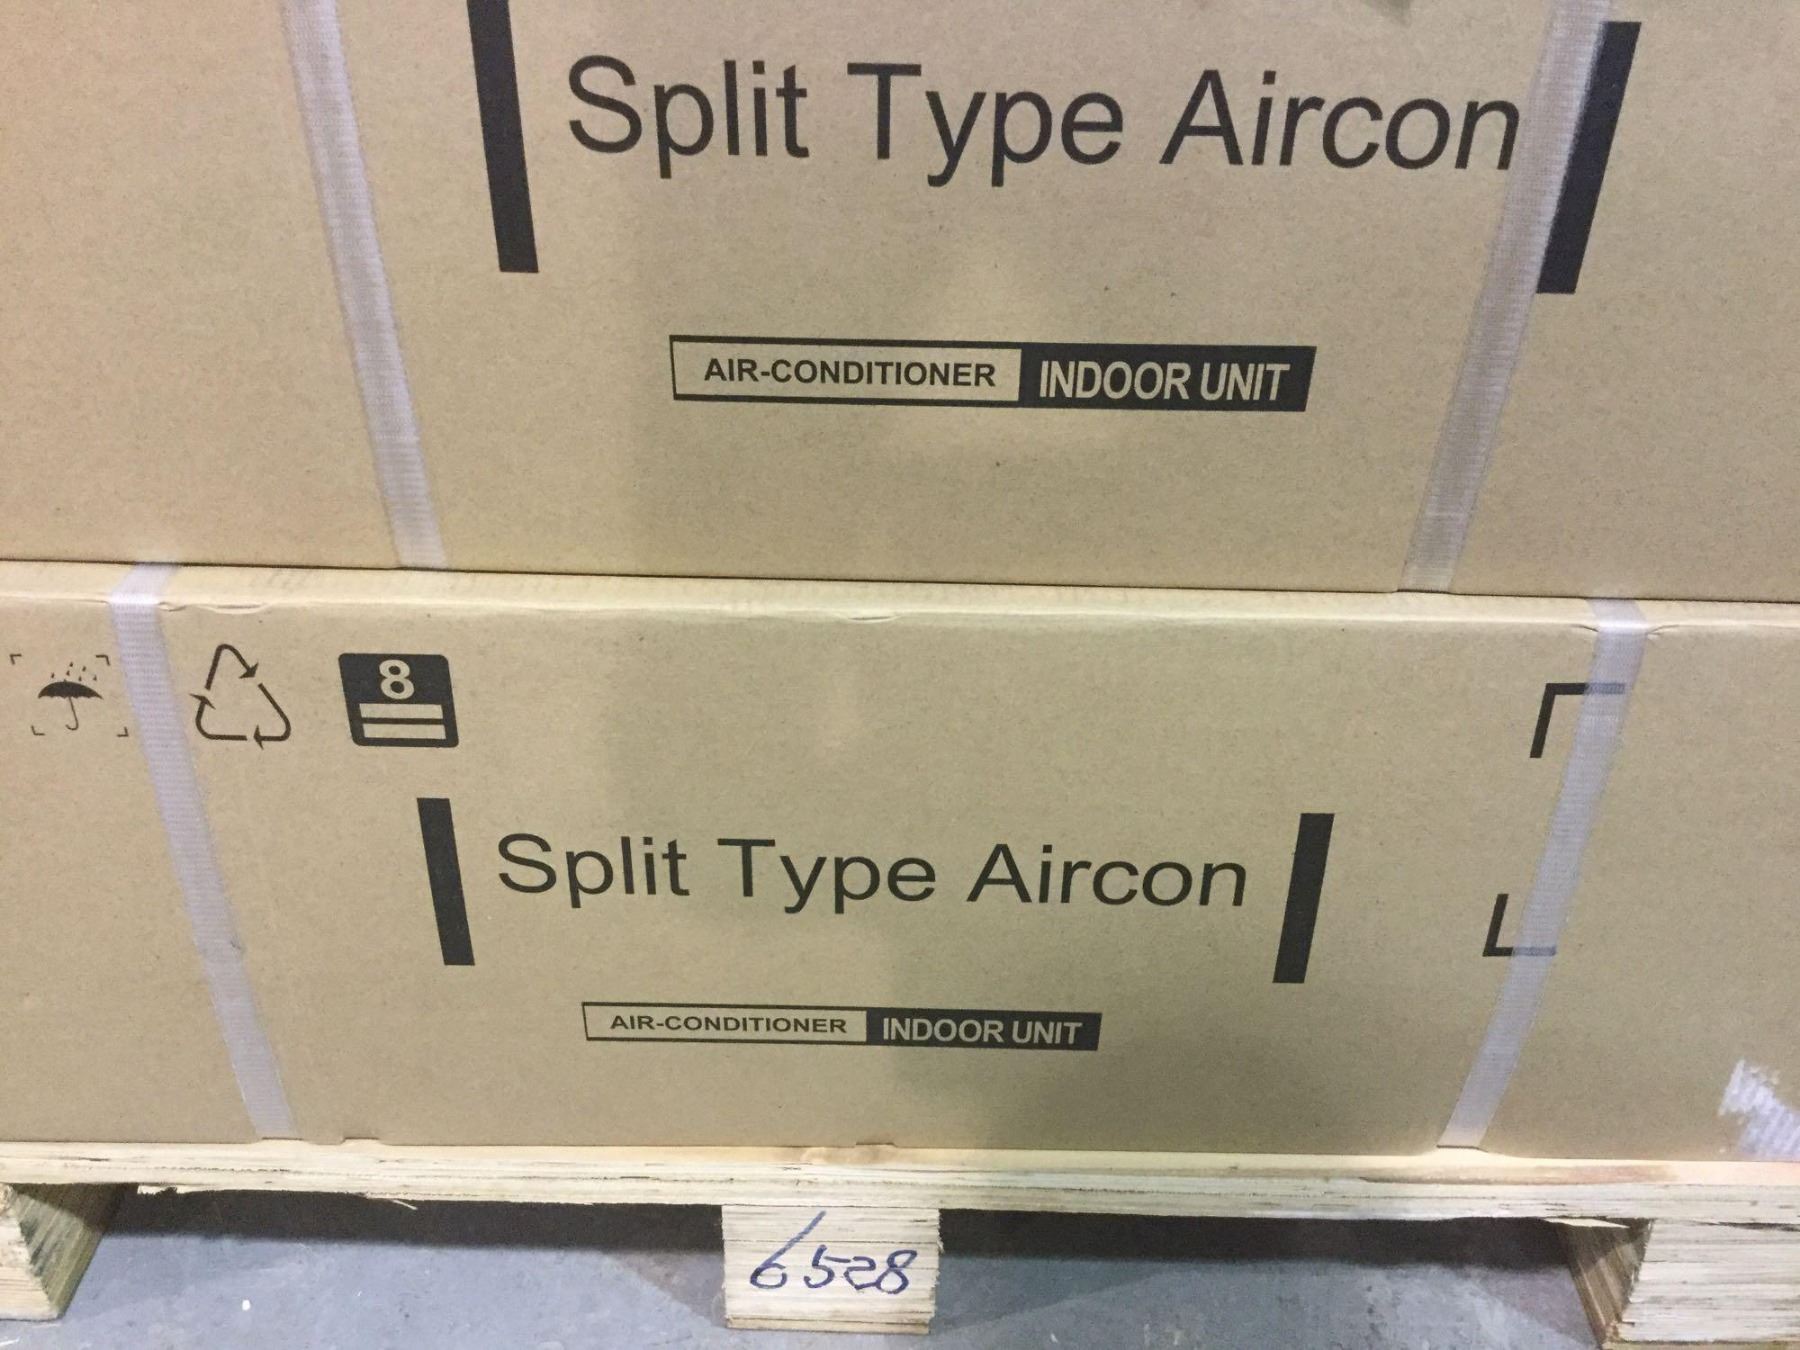 Split Type Aircon
AIR-CONDITIONER INDOOR UNIT
8
Split Type Aircon
AIR-CONDITIONER INDOOR UNIT
6528